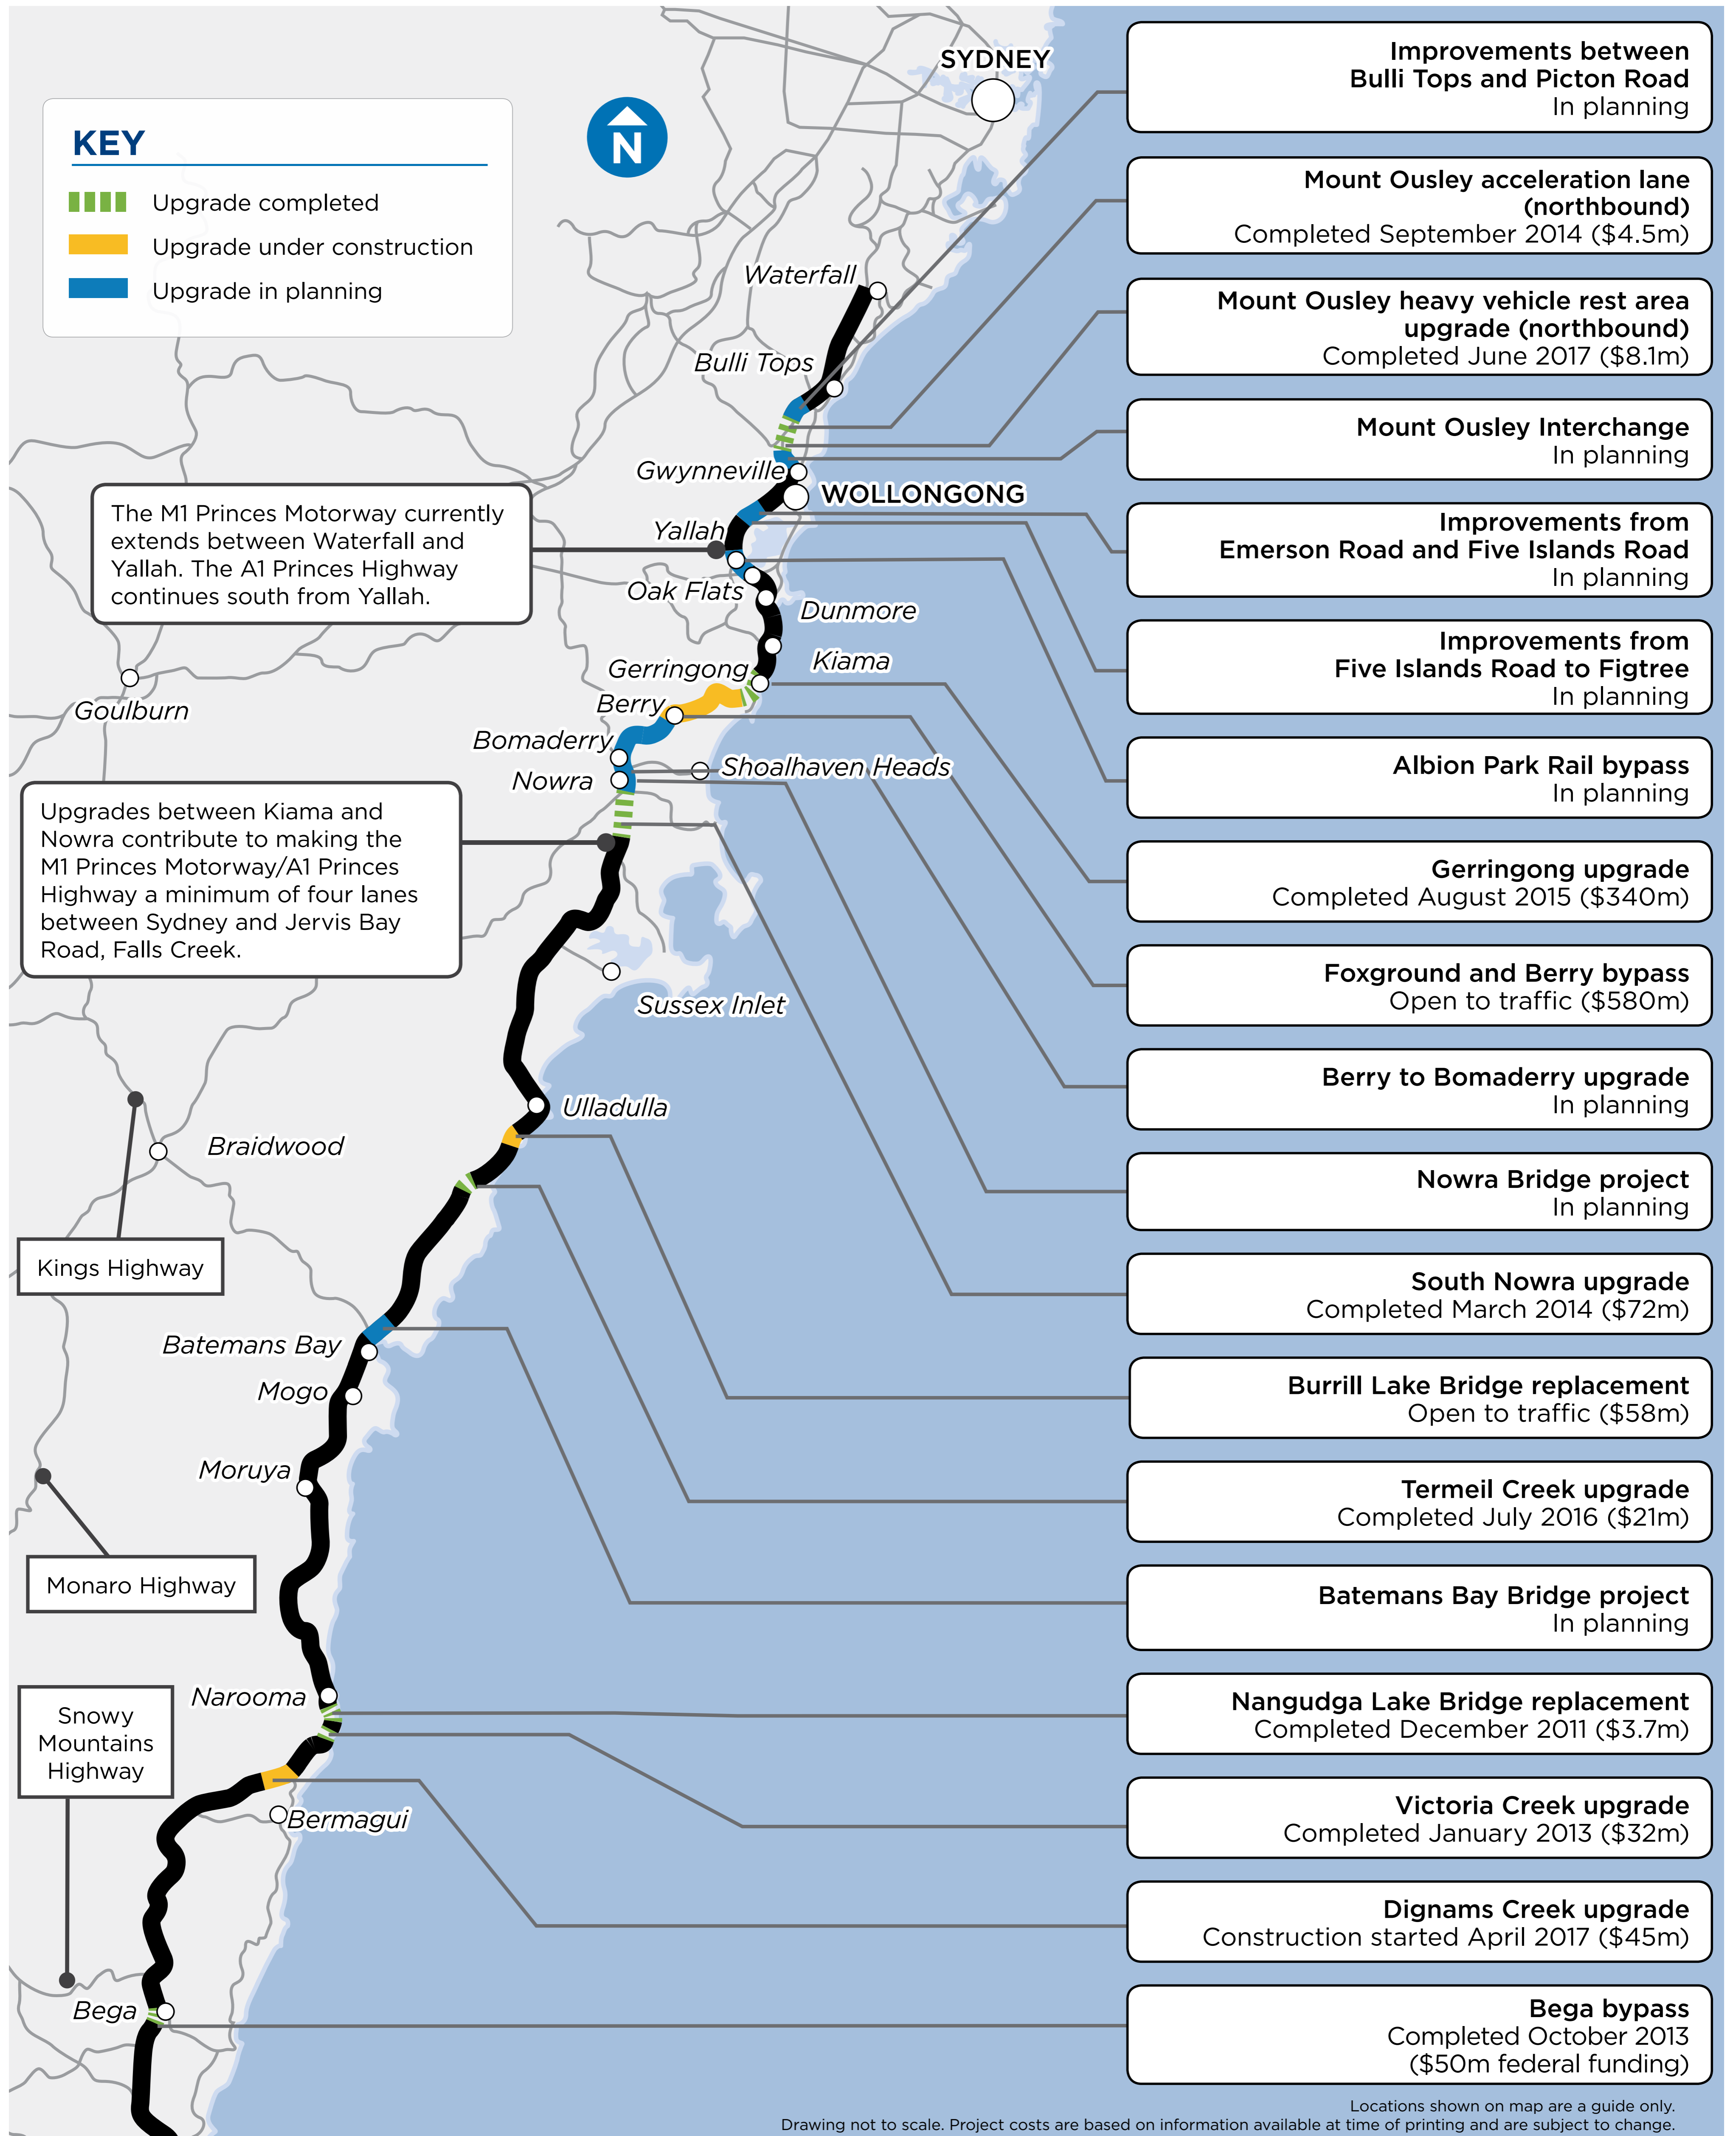 KEY
Upgrade completed
Upgrade under construction
Upgrade in planning
N
SYDNEY
Waterfall
Bulli Tops
Gwynneville
WOLLONGONG
Yallah
Oak Flats
Dunmore
Kiama
Gerringong
Berry
Bomaderry
Shoalhaven Heads
Nowra
Goulburn
Sussex Inlet
Ulladulla
Braidwood
Batemans Bay
Mogo
Moruya
Narooma
Bermagui
Bega
The M1 Princes Motorway currently
extends between Waterfall and
Yallah. The A1 Princes Highway
continues south from Yallah.
Upgrades between Kiama and
Nowra contribute to making the
M1 Princes Motorway/A1 Princes
Highway a minimum of four lanes
between Sydney and Jervis Bay
Road, Falls Creek.
Kings Highway
Monaro Highway
Snowy
Mountains
Highway
Improvements between
Bulli Tops and Picton Road
In planning
Mount Ousley acceleration lane
(northbound)
Completed September 2014 ($4.5m)
Mount Ousley heavy vehicle rest area
upgrade (northbound)
Completed June 2017 ($8.1m)
Mount Ousley Interchange
In planning
Improvements from
Emerson Road and Five Islands Road
In planning
Improvements from
Five Islands Road to Figtree
In planning
Albion Park Rail bypass
In planning
Gerringong upgrade
Completed August 2015 ($340m)
Foxground and Berry bypass
Open to traffic ($580m)
Berry to Bomaderry upgrade
In planning
Nowra Bridge project
In planning
South Nowra upgrade
Completed March 2014 ($72m)
Burrill Lake Bridge replacement
Open to traffic ($58m)
Termeil Creek upgrade
Completed July 2016 ($21m)
Batemans Bay Bridge project
In planning
Nangudga Lake Bridge replacement
Completed December 2011 ($3.7m)
Victoria Creek upgrade
Completed January 2013 ($32m)
Dignams Creek upgrade
Construction started April 2017 ($45m)
Bega bypass
Completed October 2013
($50m federal funding)
Locations shown on map are a guide only.
Drawing not to scale. Project costs are based on information available at time of printing and are subject to change.